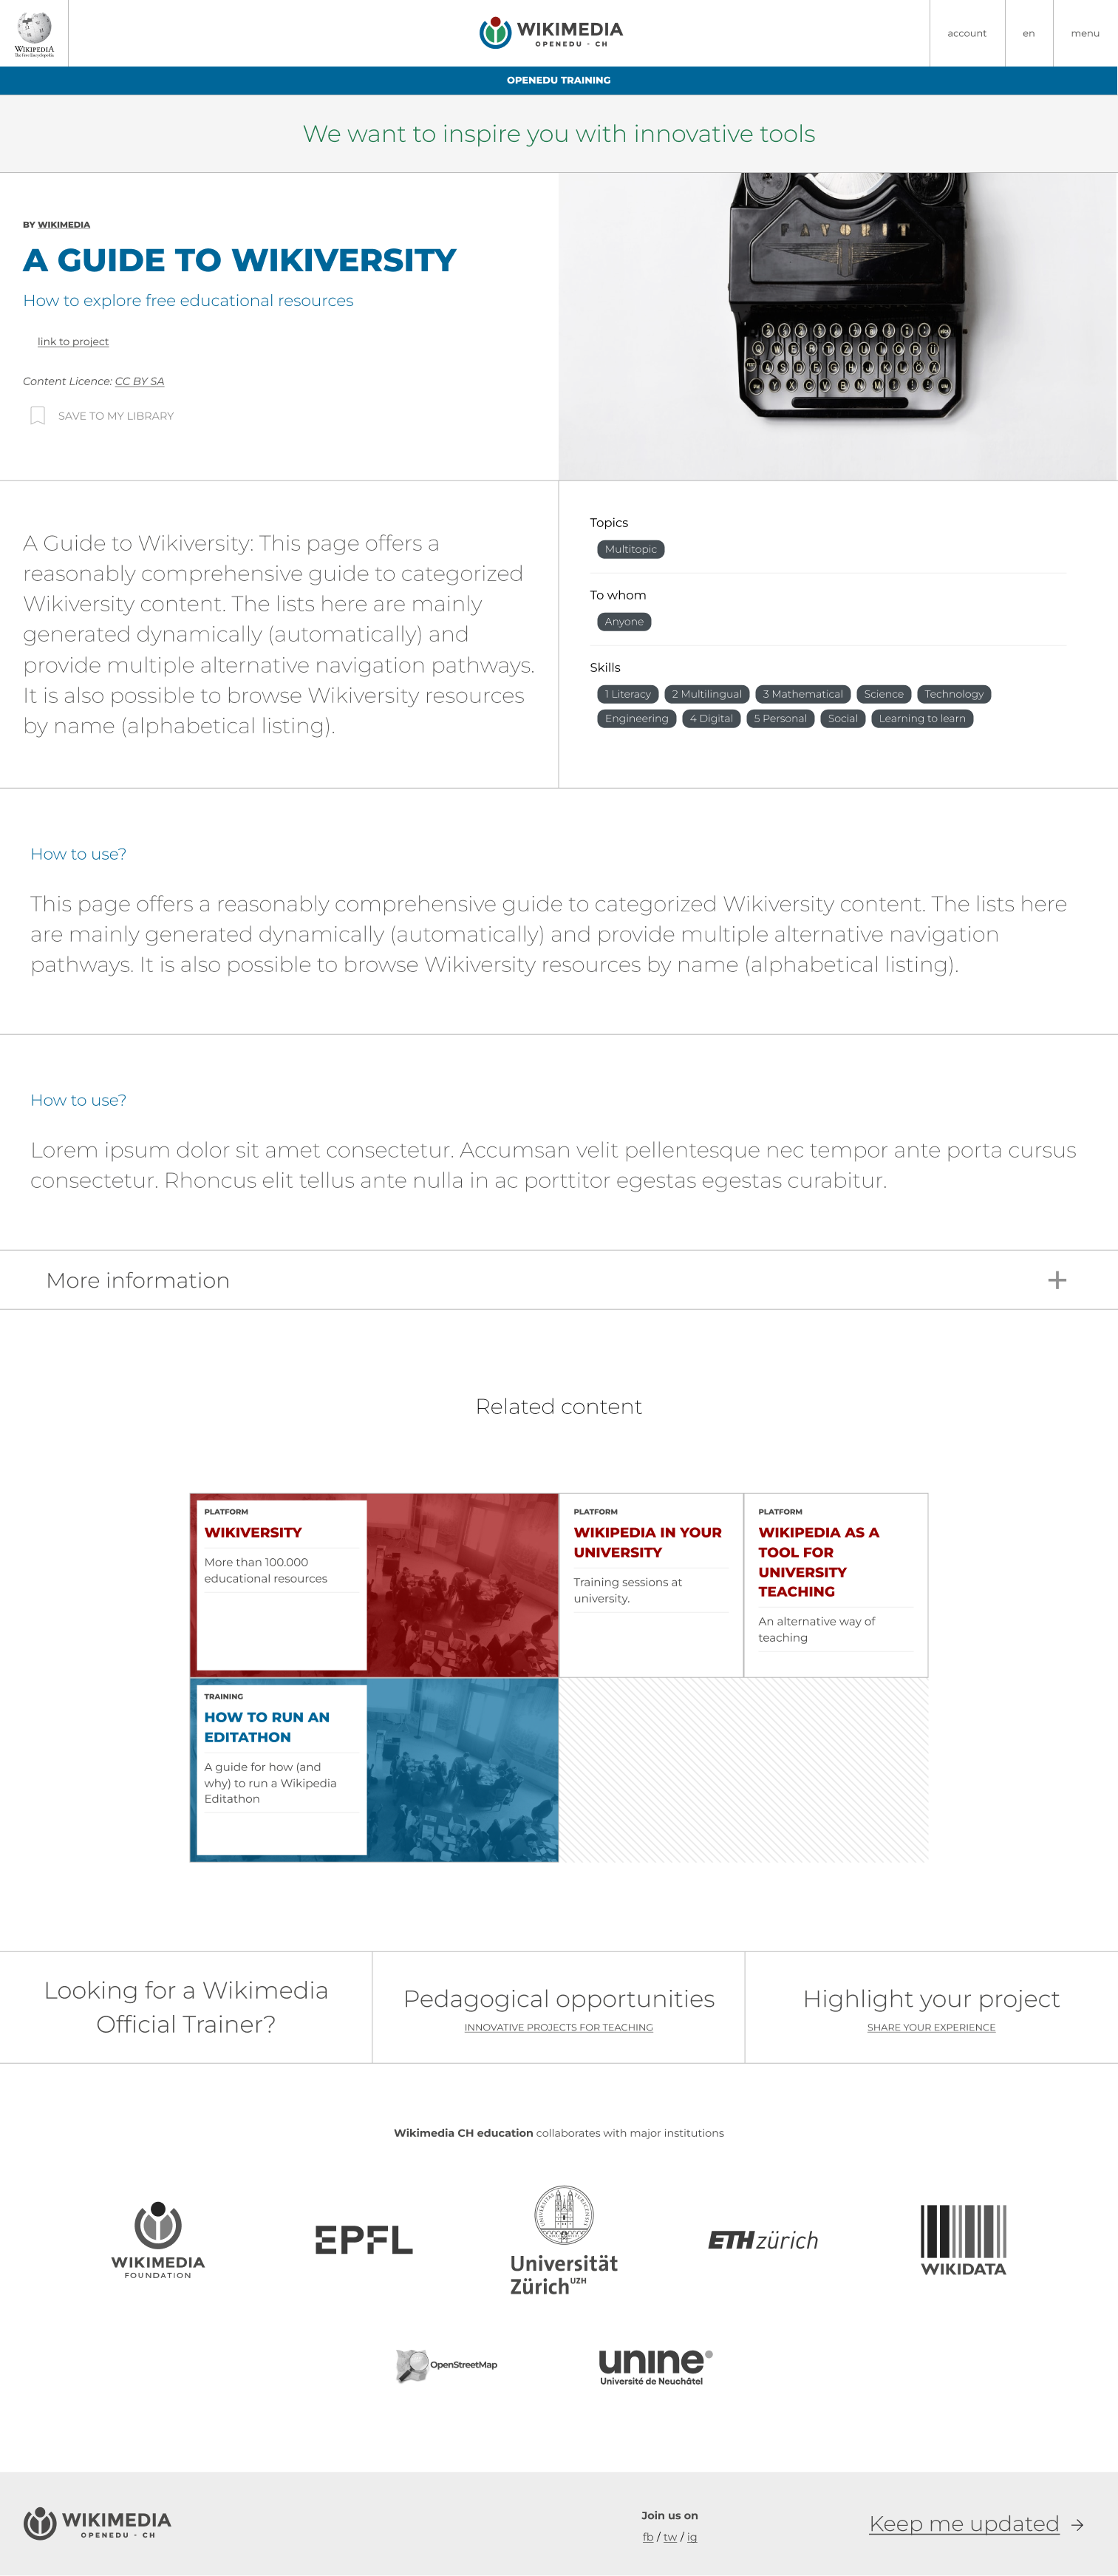 WIKIPEDIA
The Free Encyclopedia
WIKIMEDIA
OPENEDU - CH
account
en
menu
OPENEDU TRAINING
We want to inspire you with innovative tools
BY WIKIMEDIA
A GUIDE TO WIKIVERSITY
How to explore free educational resources
link to project
Content Licence: CC BY SA
SAVE TO MY LIBRARY
FAVORIT
A Guide to Wikiversity: This page offers a
reasonably comprehensive guide to categorized
Wikiversity content. The lists here are mainly
generated dynamically (automatically) and
provide multiple alternative navigation pathways.
It is also possible to browse Wikiversity resources
by name (alphabetical listing).
Topics
Multitopic
To whom
Anyone
Skills
1 Literacy 2 Multilingual 3 Mathematical Science Technology
Engineering 4 Digital 5 Personal Social Learning to learn
How to use?
This page offers a reasonably comprehensive guide to categorized Wikiversity content. The lists here
are mainly generated dynamically (automatically) and provide multiple alternative navigation
pathways. It is also possible to browse Wikiversity resources by name (alphabetical listing).
How to use?
Lorem ipsum dolor sit amet consectetur. Accumsan velit pellentesque nec tempor ante porta cursus
consectetur. Rhoncus elit tellus ante nulla in ac porttitor egestas egestas curabitur.
More information
Related content
PLATFORM
WIKIVERSITY
More than 100.000
educational resources
PLATFORM
WIKIPEDIA IN YOUR
UNIVERSITY
Training sessions at
university.
PLATFORM
WIKIPEDIA AS A
TOOL FOR
UNIVERSITY
TEACHING
An alternative way of
teaching
TRAINING
HOW TO RUN AN
EDITATHON
A guide for how (and
why) to run a Wikipedia
Editathon
Looking for a Wikimedia
Official Trainer?
Pedagogical opportunities
INNOVATIVE PROJECTS FOR TEACHING
Highlight your project
SHARE YOUR EXPERIENCE
Wikimedia CH education collaborates with major institutions
WIKIMEDIA
FOUNDATION
EPFL
Universität
Zürich UZH
ETH zürich
WIKIDATA
OpenStreetMap
unine
Université de Neuchâtel
WIKIMEDIA
OPENEDU - CH
Join us on
fb / tw / ig
Keep me updated